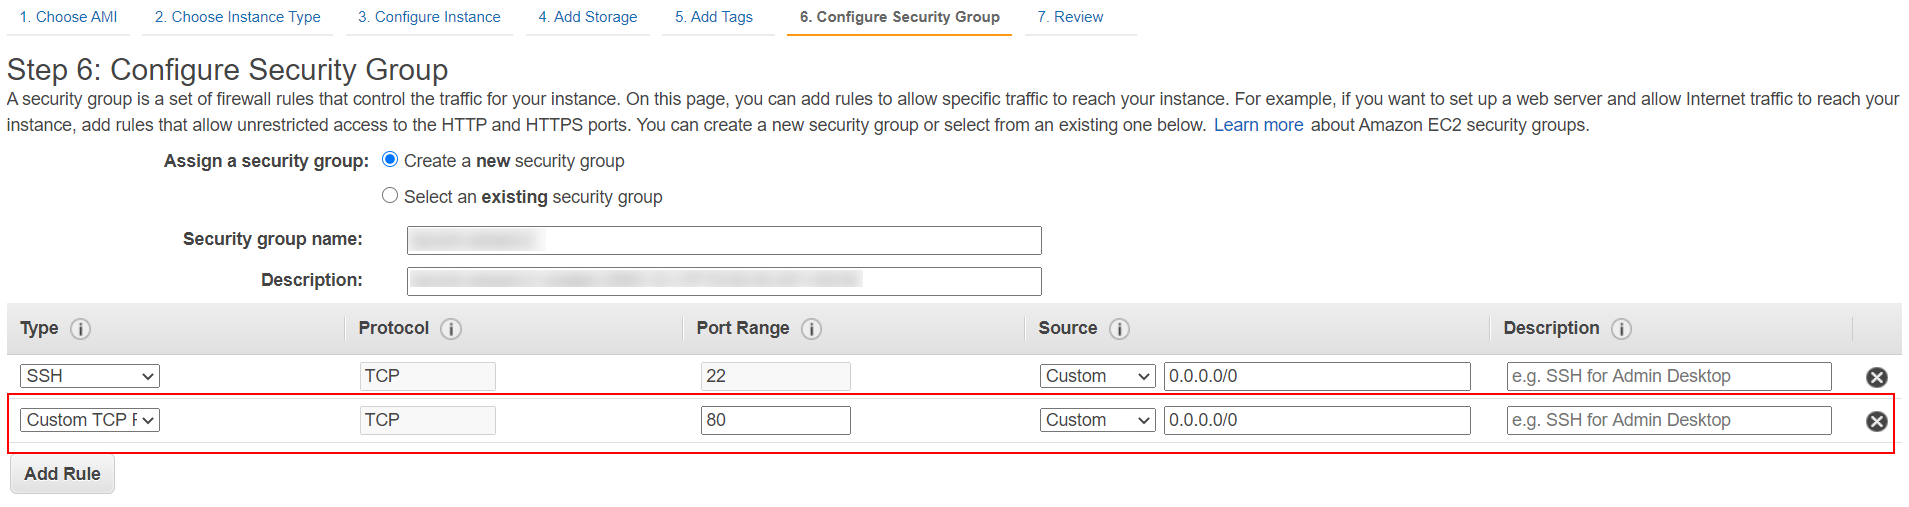 1. Choose AMI 2. Choose Instance Type 3. Configure Instance 4. Add Storage 5. Add Tags 6. Configure Security Group 7. Review
Step 6: Configure Security Group
A security group is a set of firewall rules that control the traffic for your instance. On this page, you can add rules to allow specific traffic to reach your instance. For example, if you want to set up a web server and allow Internet traffic to reach your
instance, add rules that allow unrestricted access to the HTTP and HTTPS ports. You can create a new security group or select from an existing one below. Learn more about Amazon EC2 security groups.
Assign a security group: Create a new security group
Select an existing security group
Security group name:
Description:
Type i Protocol i Port Range i Source i Description i
SSH TCP 22 Custom 0.0.0.0/0 e.g. SSH for Admin Desktop
Custom TCP F TCP 80 Custom 0.0.0.0/0 e.g. SSH for Admin Desktop
Add Rule